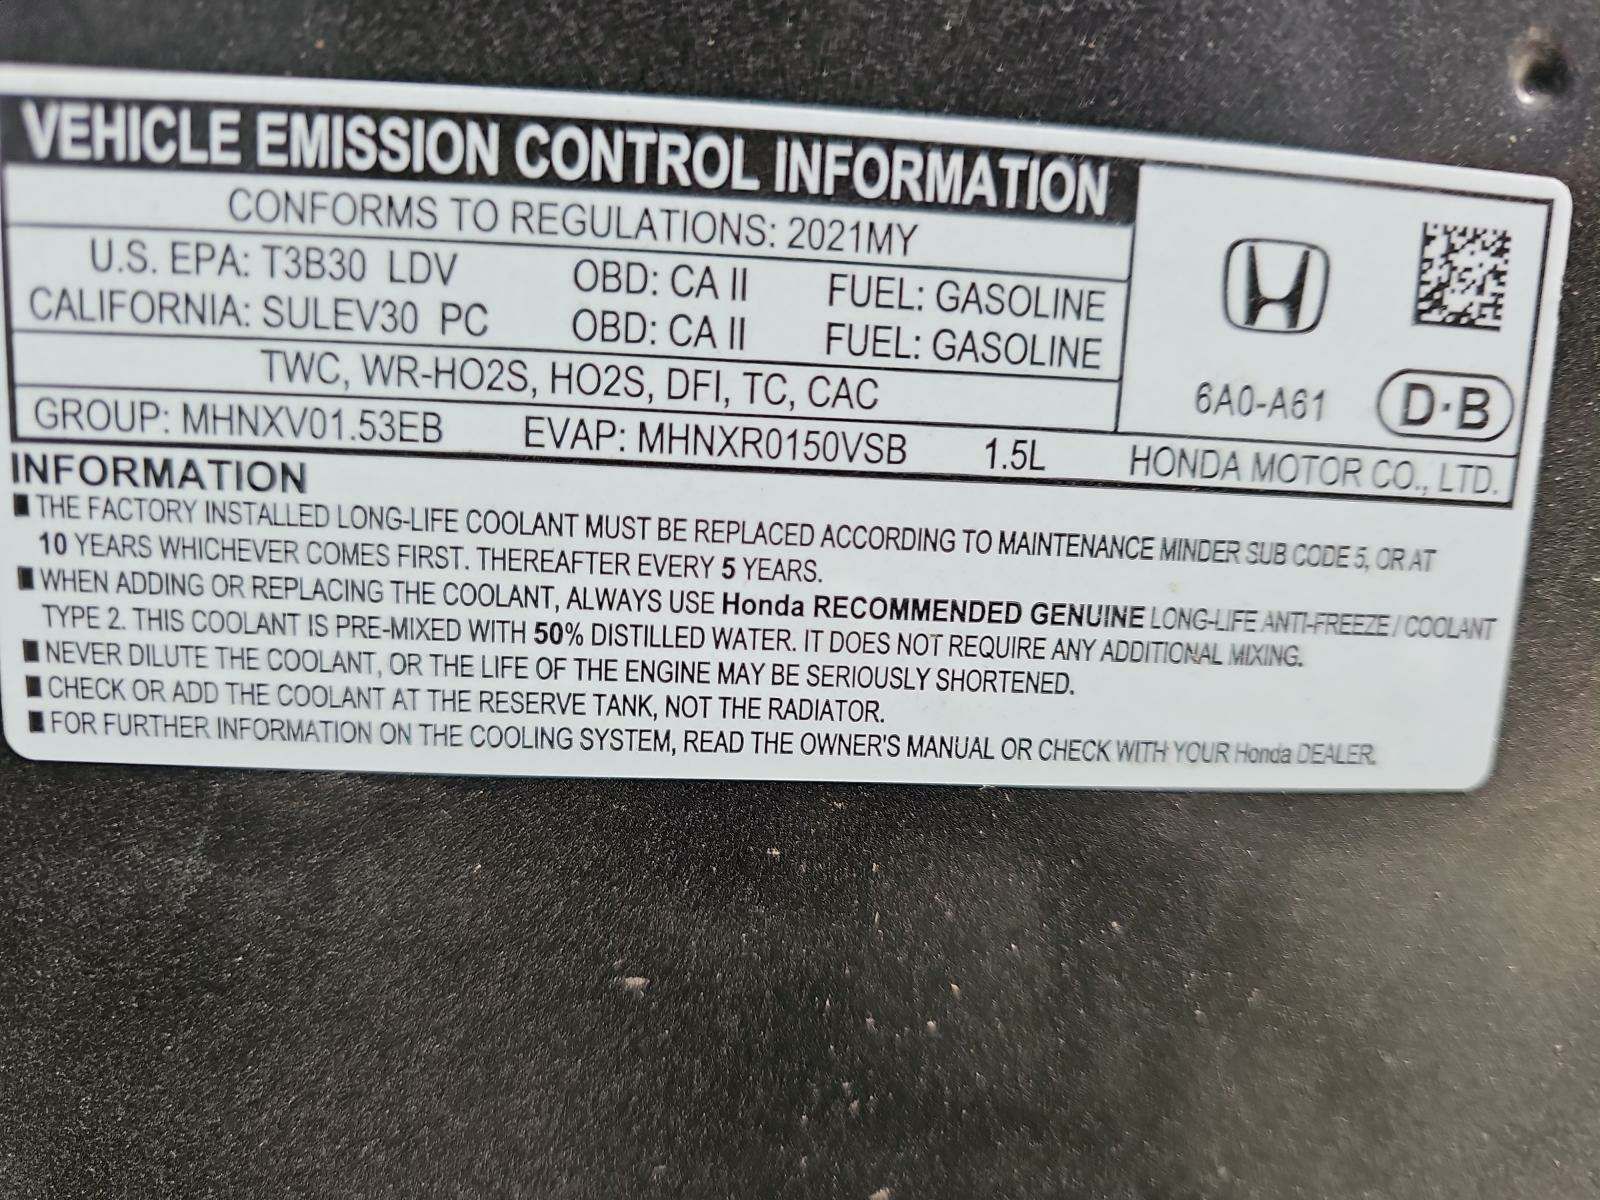 VEHICLE EMISSION CONTROL INFORMATION
CONFORMS TO REGULATIONS: 2021MY
U.S. EPA: T3B30 LDV OBD: CA II FUEL: GASOLINE
CALIFORNIA: SULEV30 PC OBD: CA II FUEL: GASOLINE
TWC, WR-HO2S, HO2S, DFI, TC, CAC
6A0-A61 D·B
GROUP: MHNXV01.53EB EVAP: MHNXR0150VSB 1.5L HONDA MOTOR CO., LTD.
INFORMATION
■ THE FACTORY INSTALLED LONG-LIFE COOLANT MUST BE REPLACED ACCORDING TO MAINTENANCE MINDER SUB CODE 5, OR AT
10 YEARS WHICHEVER COMES FIRST. THEREAFTER EVERY 5 YEARS.
■ WHEN ADDING OR REPLACING THE COOLANT, ALWAYS USE Honda RECOMMENDED GENUINE LONG-LIFE ANTI-FREEZE / COOLANT
TYPE 2. THIS COOLANT IS PRE-MIXED WITH 50% DISTILLED WATER. IT DOES NOT REQUIRE ANY ADDITIONAL MIXING.
■ NEVER DILUTE THE COOLANT, OR THE LIFE OF THE ENGINE MAY BE SERIOUSLY SHORTENED.
■ CHECK OR ADD THE COOLANT AT THE RESERVE TANK, NOT THE RADIATOR.
■ FOR FURTHER INFORMATION ON THE COOLING SYSTEM, READ THE OWNER'S MANUAL OR CHECK WITH YOUR Honda DEALER.